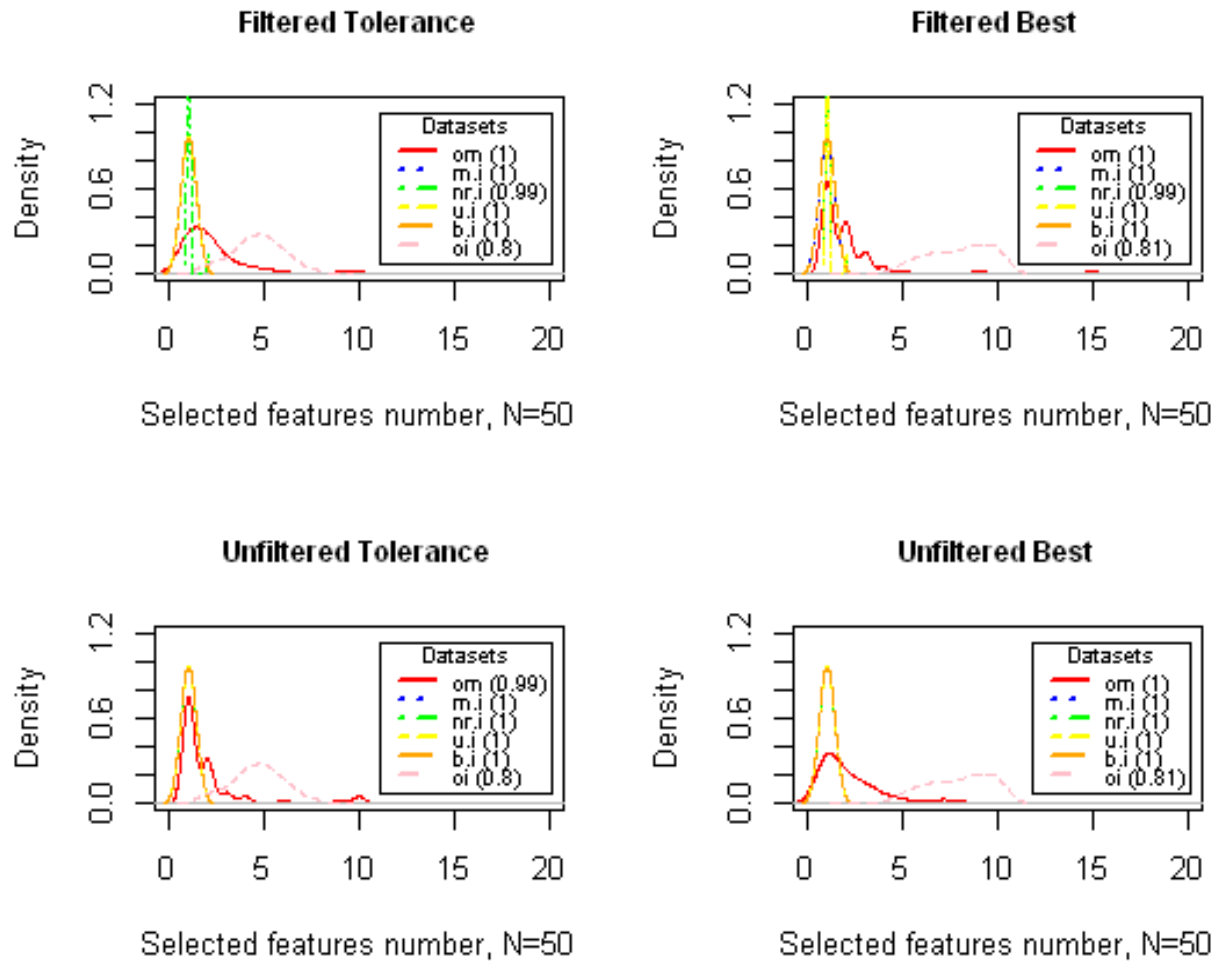 Filtered Tolerance
Density
0.0 0.6 1.2
Datasets
om (1)
m.i (1)
nr.i (0.99)
u.i (1)
b.i (1)
oi (0.8)
0 5 10 15 20
Selected features number, N=50
Filtered Best
Density
0.0 0.6 1.2
Datasets
om (1)
m.i (1)
nr.i (0.99)
u.i (1)
b.i (1)
oi (0.81)
0 5 10 15 20
Selected features number, N=50
Unfiltered Tolerance
Density
0.0 0.6 1.2
Datasets
om (0.99)
m.i (1)
nr.i (1)
u.i (1)
b.i (1)
oi (0.8)
0 5 10 15 20
Selected features number, N=50
Unfiltered Best
Density
0.0 0.6 1.2
Datasets
om (1)
m.i (1)
nr.i (1)
u.i (1)
b.i (1)
oi (0.81)
0 5 10 15 20
Selected features number, N=50